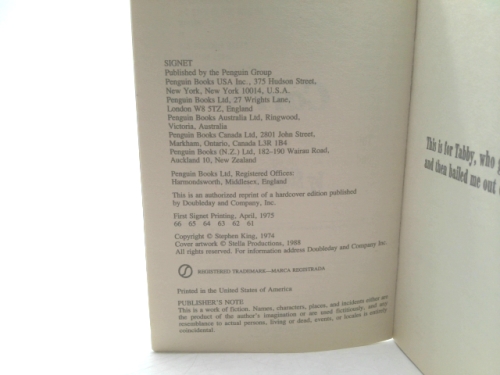 SIGNET
Published by the Penguin Group
Penguin Books USA Inc., 375 Hudson Street,
New York, New York 10014, U.S.A.
Penguin Books Ltd, 27 Wrights Lane,
London W8 5TZ, England
Penguin Books Australia Ltd, Ringwood,
Victoria, Australia
Penguin Books Canada Ltd, 2801 John Street,
Markham, Ontario, Canada L3R 1B4
Penguin Books (N.Z.) Ltd, 182-190 Wairau Road,
Auckland 10, New Zealand
Penguin Books Ltd, Registered Offices:
Harmondsworth, Middlesex, England
This is an authorized reprint of a hardcover edition published
by Doubleday and Company, Inc.
First Signet Printing, April, 1975
66 65 64 63 62 61
Copyright © Stephen King, 1974
Cover artwork © Stella Productions, 1988
All rights reserved. For information address Doubleday and Company Inc.
REGISTERED TRADEMARK—MARCA REGISTRADA
Printed in the United States of America
PUBLISHER'S NOTE
This is a work of fiction. Names, characters, places, and incidents either are
the product of the author's imagination or are used fictitiously, and any
resemblance to actual persons, living or dead, events, or locales is entirely
coincidental.
This is for Tabby, who g
and then bailed me out o